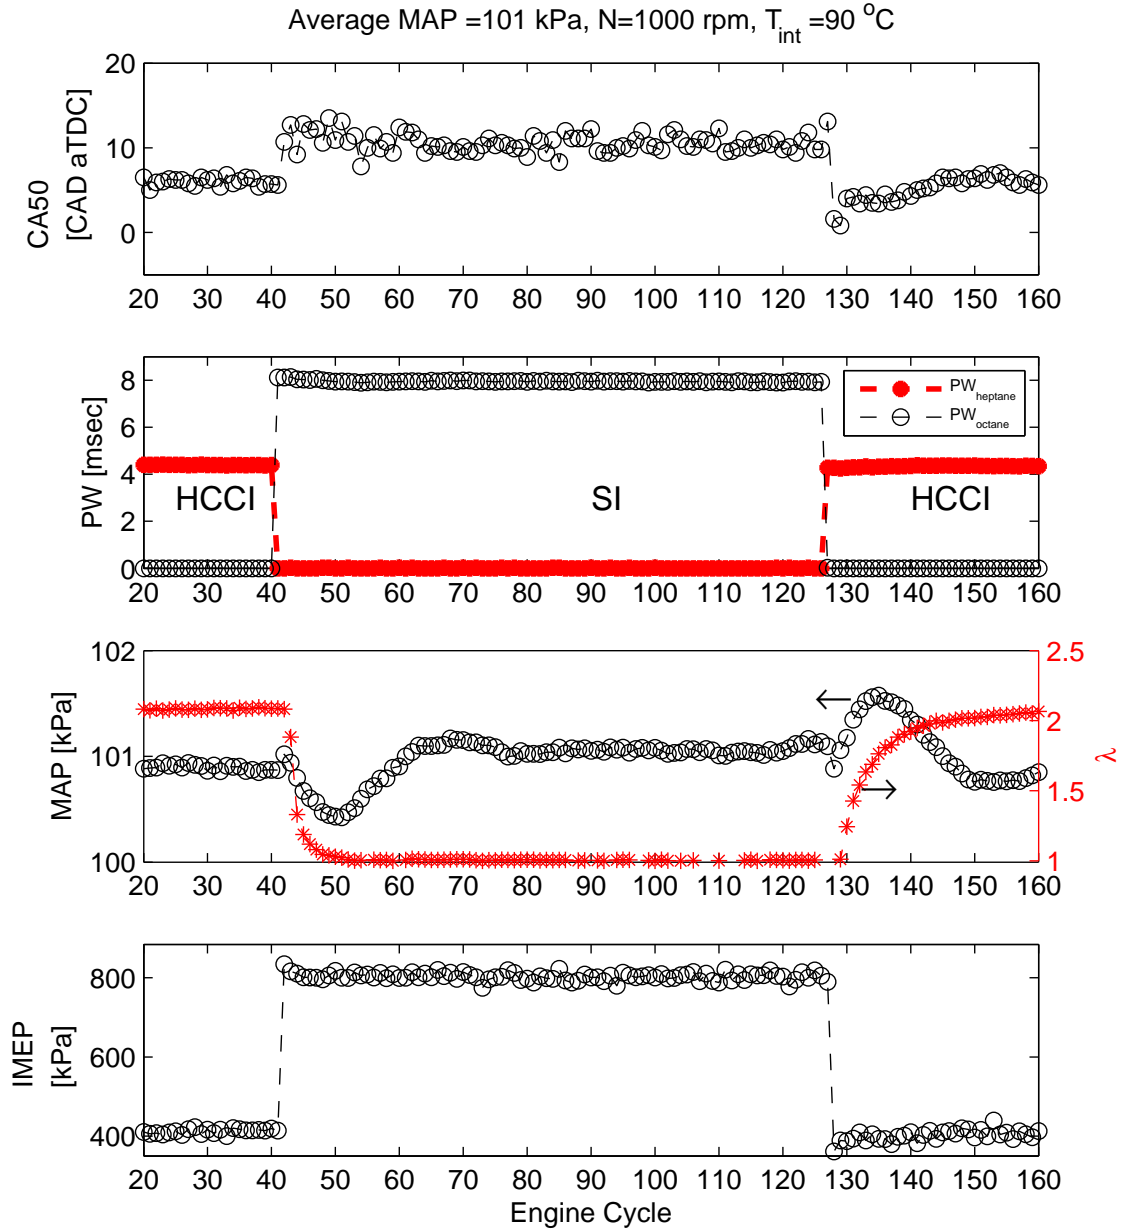 Average MAP =101 kPa, N=1000 rpm, T_int =90 °C
20
10
0
CA50
[CAD aTDC]
20 30 40 50 60 70 80 90 100 110 120 130 140 150 160
8
6
4
2
0
PW [msec]
PW_heptane
PW_octane
HCCI SI HCCI
20 30 40 50 60 70 80 90 100 110 120 130 140 150 160
102
101
100
MAP [kPa]
2.5
2
1.5
1
λ
20 30 40 50 60 70 80 90 100 110 120 130 140 150 160
800
600
400
IMEP
[kPa]
20 30 40 50 60 70 80 90 100 110 120 130 140 150 160
Engine Cycle